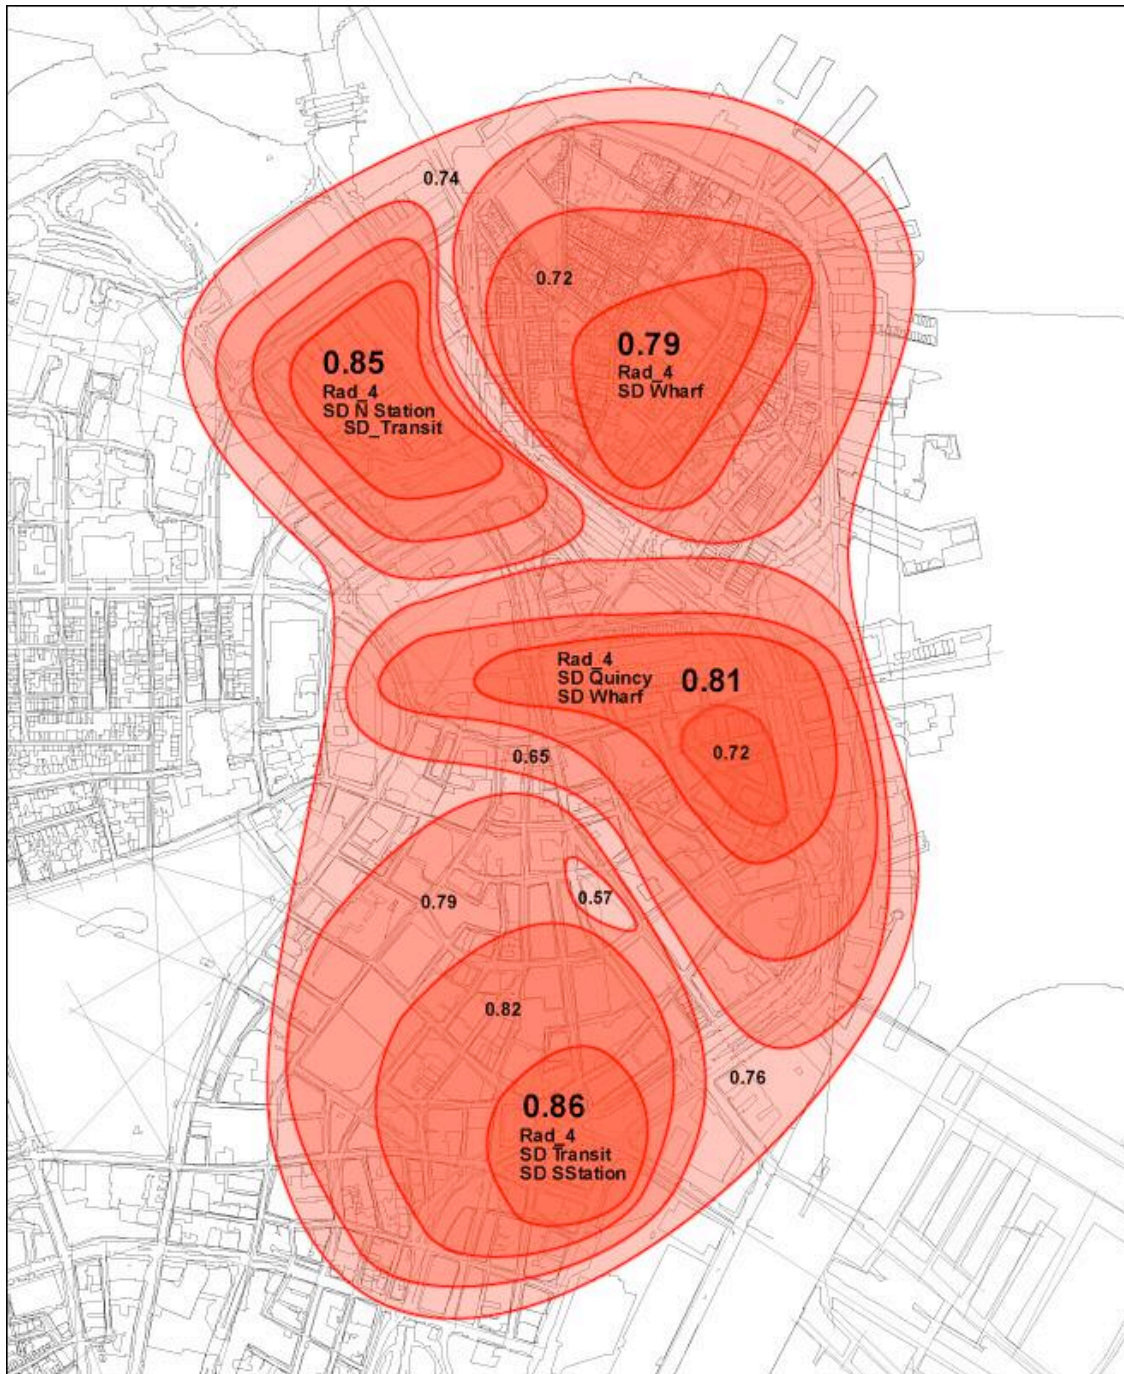 0.74
0.72
0.79
Rad_4
SD Wharf
0.85
Rad_4
SD N Station
SD_Transit
Rad_4
SD Quincy
SD Wharf
0.81
0.72
0.65
0.79
0.57
0.82
0.76
0.86
Rad_4
SD Transit
SD SStation